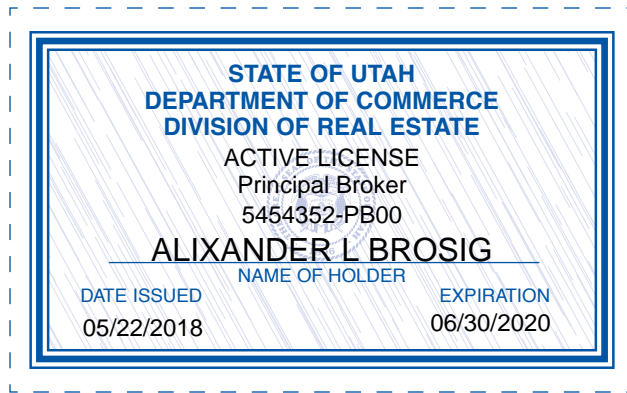 STATE OF UTAH
DEPARTMENT OF COMMERCE
DIVISION OF REAL ESTATE
ACTIVE LICENSE
Principal Broker
5454352-PB00
ALIXANDER L BROSIG
NAME OF HOLDER
DATE ISSUED EXPIRATION
05/22/2018 06/30/2020